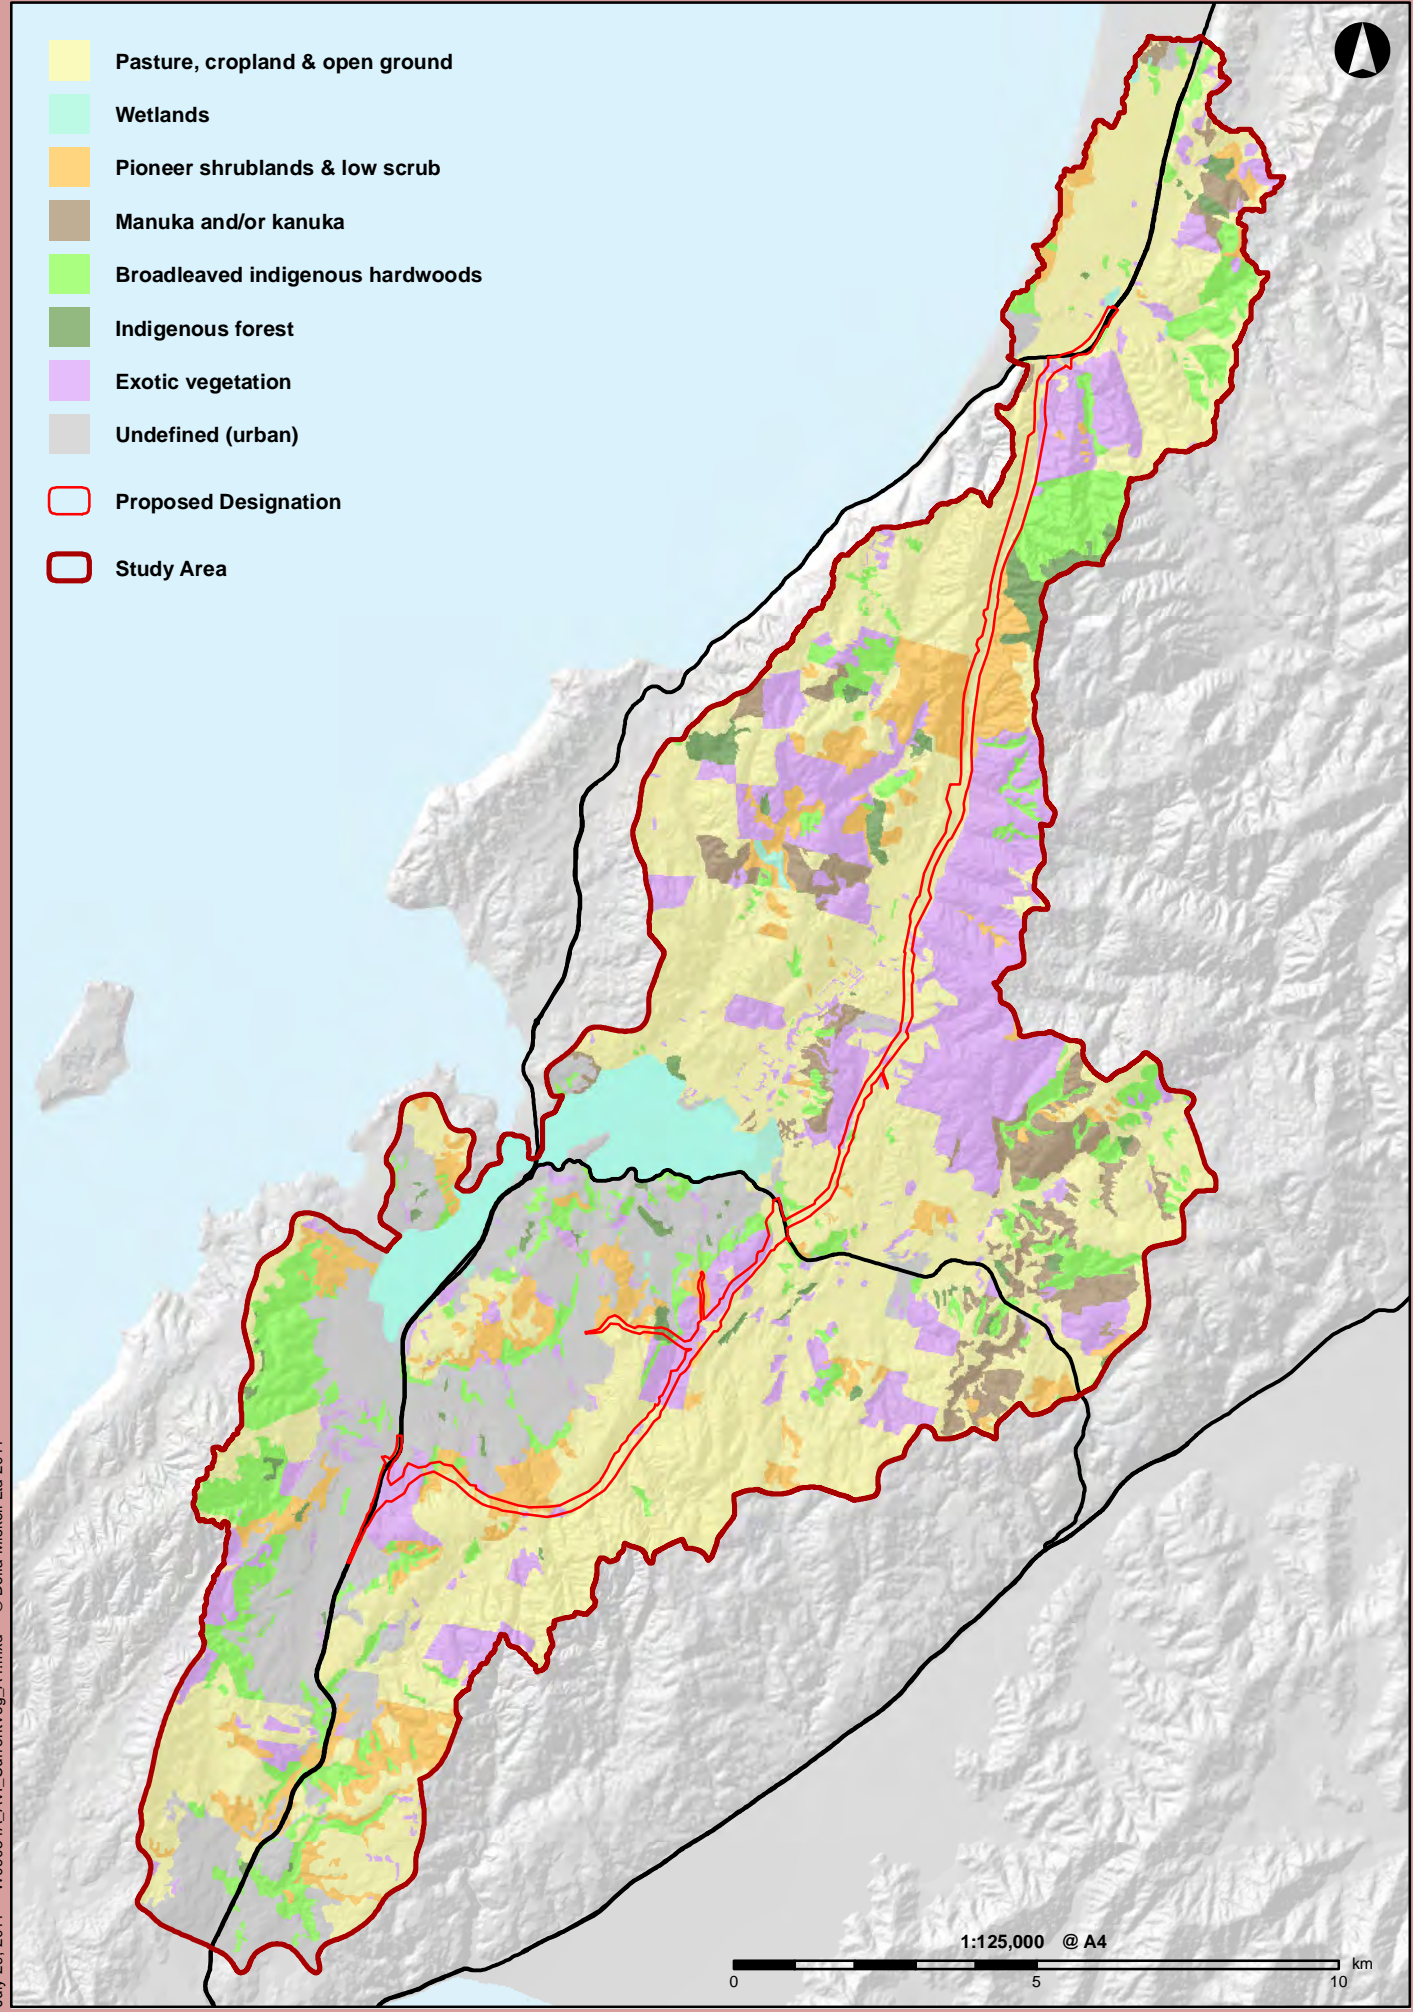 Pasture, cropland & open ground
Wetlands
Pioneer shrublands & low scrub
Manuka and/or kanuka
Broadleaved indigenous hardwoods
Indigenous forest
Exotic vegetation
Undefined (urban)
Proposed Designation
Study Area
1:125,000 @ A4
km
0 5 10